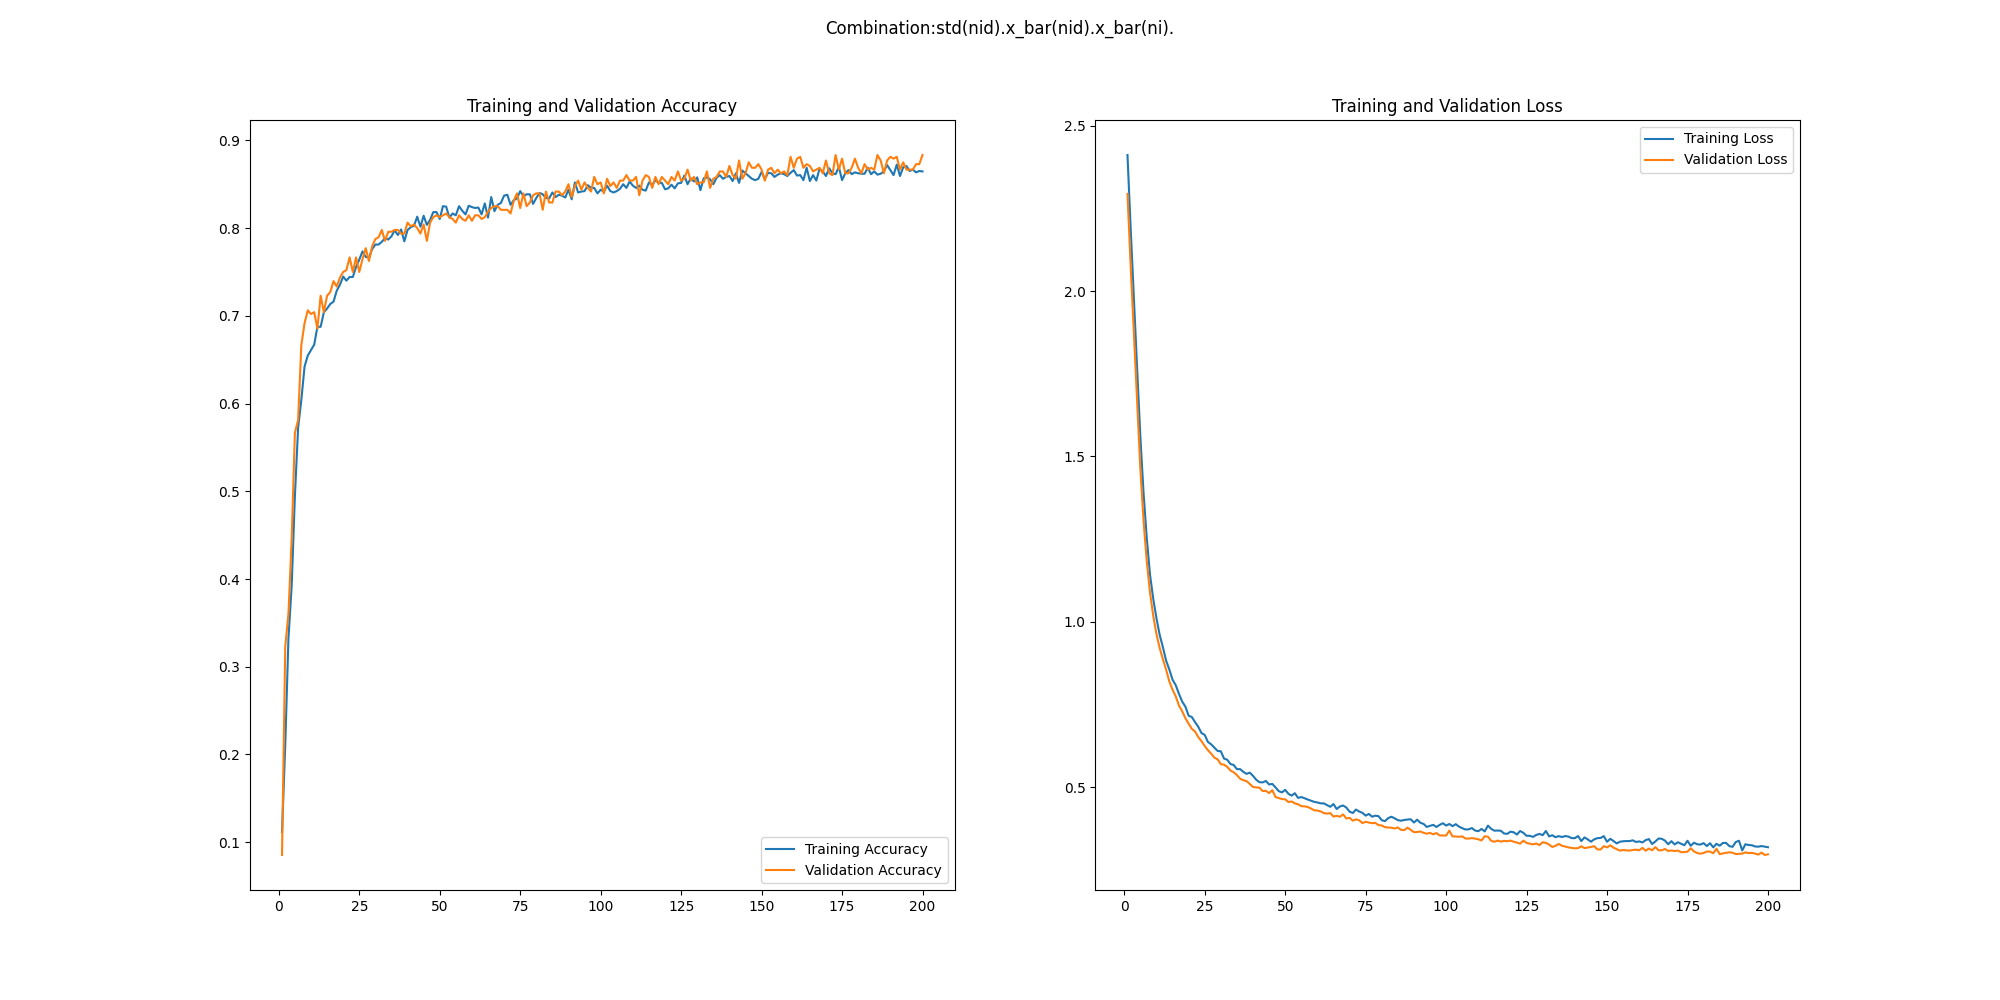 Combination:std(nid).x_bar(nid).x_bar(ni).
Training and Validation Accuracy
0.9
0.8
0.7
0.6
0.5
0.4
0.3
0.2
0.1
Training Accuracy
Validation Accuracy
0 25 50 75 100 125 150 175 200
Training and Validation Loss
2.5
2.0
1.5
1.0
0.5
Training Loss
Validation Loss
0 25 50 75 100 125 150 175 200